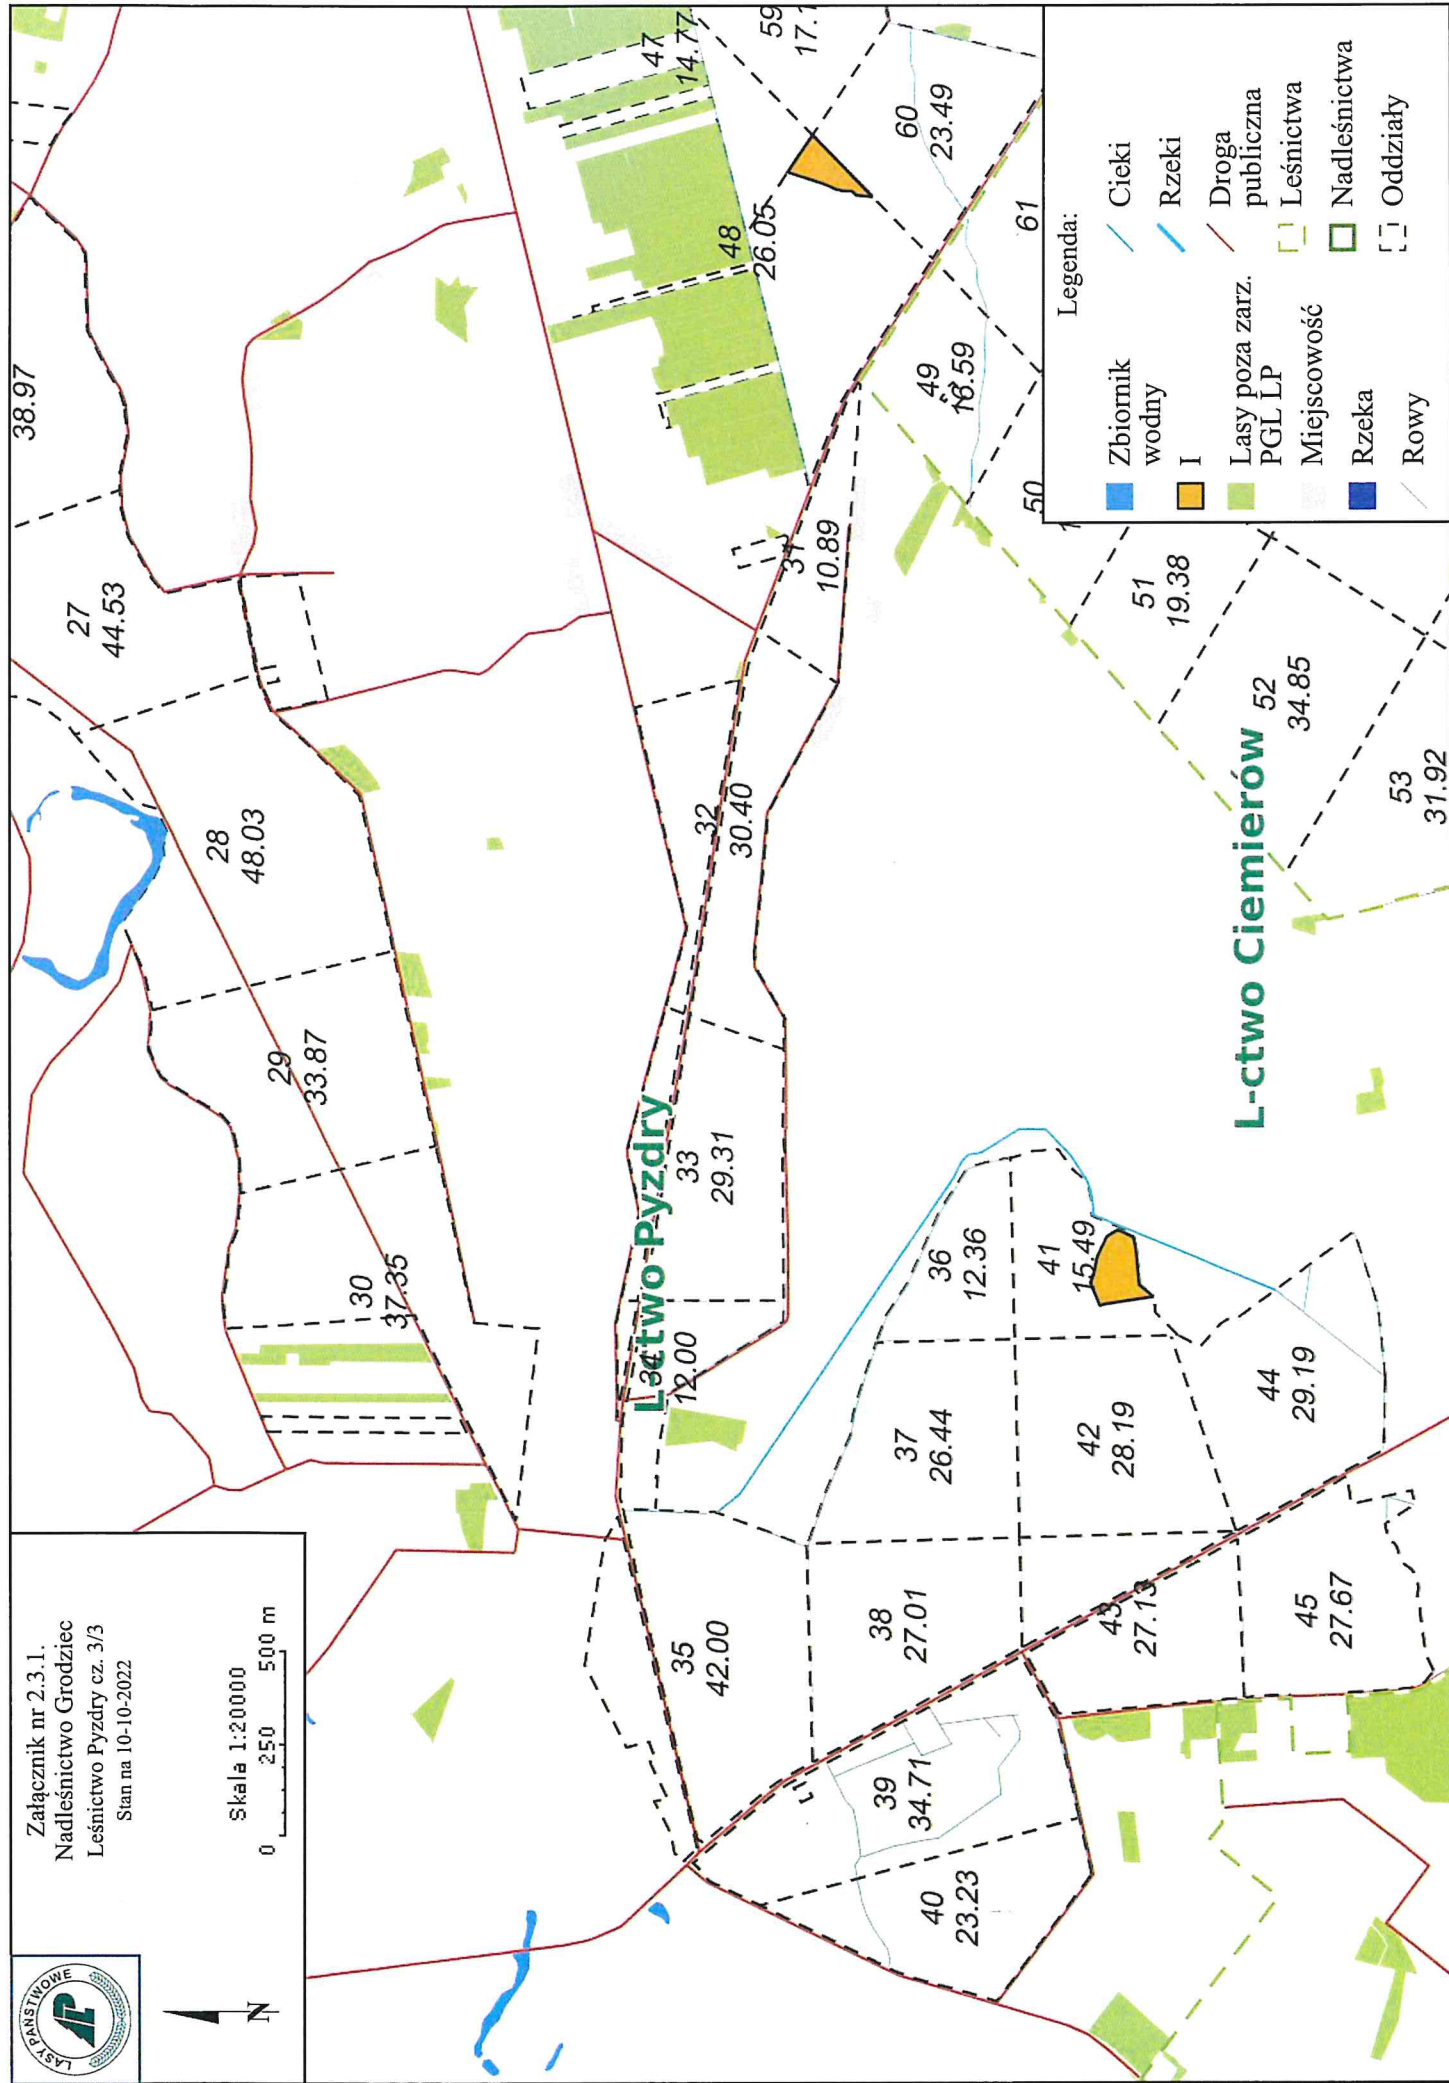 Załącznik nr 2.3.1.
Nadleśnictwo Grodziec
Leśnictwo Pyzdry cz. 3/3
Stan na 10-10-2022
Skala 1:20000
0 250 500 m
LASY PAŃSTWOWE
LP
N
38.97
27
44.53
28
48.03
29
33.87
30
37.35
47
14.77
59
48
26.05
60
23.49
61
49
16.59
50
31
10.89
32
30.40
L-ctwo Pyzdry
33
29.31
34
12.00
35
42.00
36
12.36
37
26.44
38
27.01
39
34.71
40
23.23
41
15.49
42
28.19
43
27.13
44
29.19
45
27.67
51
19.38
52
34.85
53
31.92
L-ctwo Ciemierów
Legenda:
Zbiornik
wodny
I
Lasy poza zarz.
PGL LP
Miejscowość
Rzeka
Rowy
Cieki
Rzeki
Droga
publiczna
Leśnictwa
Nadleśnictwa
Oddziały